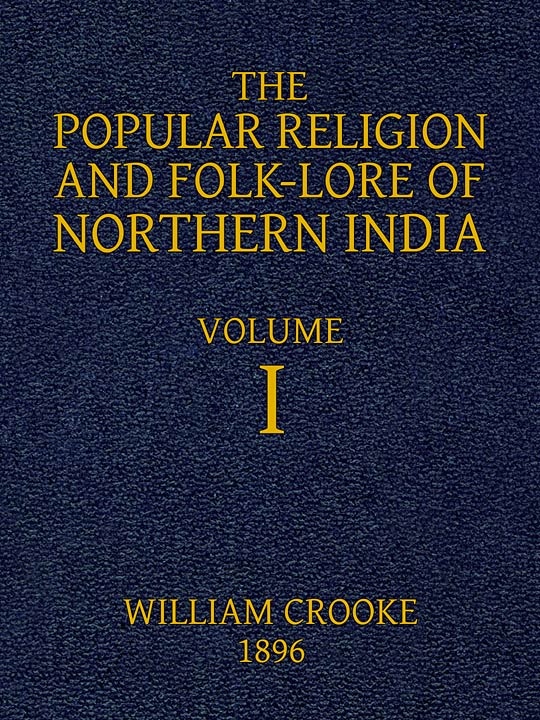 THE
POPULAR RELIGION
AND FOLK-LORE OF
NORTHERN INDIA
VOLUME
I
WILLIAM CROOKE
1896